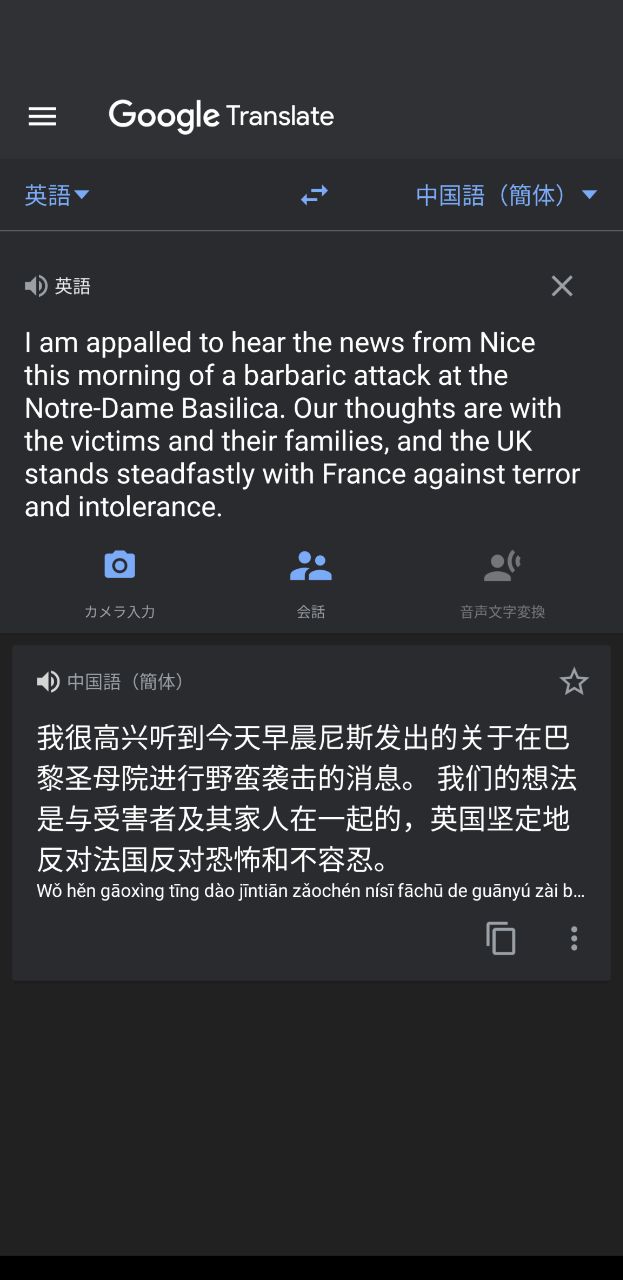 Google Translate
英語
中国語（簡体）
英語
I am appalled to hear the news from Nice
this morning of a barbaric attack at the
Notre-Dame Basilica. Our thoughts are with
the victims and their families, and the UK
stands steadfastly with France against terror
and intolerance.
カメラ入力
会話
音声文字変換
中国語（簡体）
我很高兴听到今天早晨尼斯发出的关于在巴
黎圣母院进行野蛮袭击的消息。 我们的想法
是与受害者及其家人在一起的，英国坚定地
反对法国反对恐怖和不容忍。
Wǒ hěn gāoxìng tīng dào jīntiān zǎochén nísī fāchū de guānyú zài b...